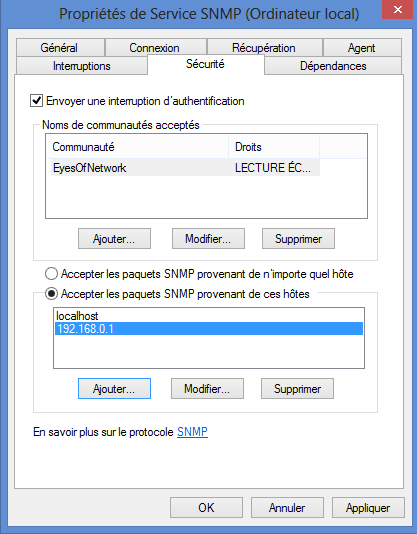 Propriétés de Service SNMP (Ordinateur local)
Général Connexion Récupération Agent
Interruptions Sécurité Dépendances
Envoyer une interruption d'authentification
Noms de communautés acceptés
Communauté Droits
EyesOfNetwork LECTURE ÉC...
Ajouter... Modifier... Supprimer
Accepter les paquets SNMP provenant de n'importe quel hôte
Accepter les paquets SNMP provenant de ces hôtes
localhost
192.168.0.1
Ajouter... Modifier... Supprimer
En savoir plus sur le protocole SNMP
OK Annuler Appliquer